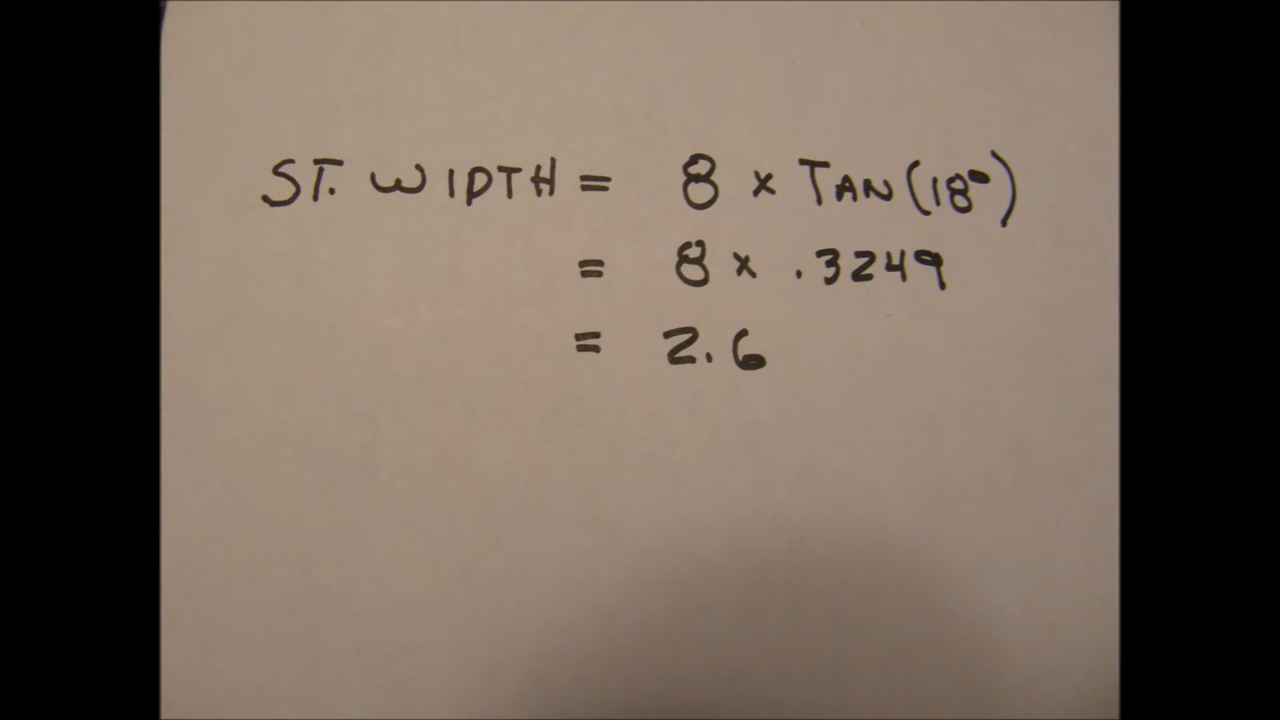 ST. WIDTH = 8 x TAN (18°)
= 8 x .3249
= 2.6